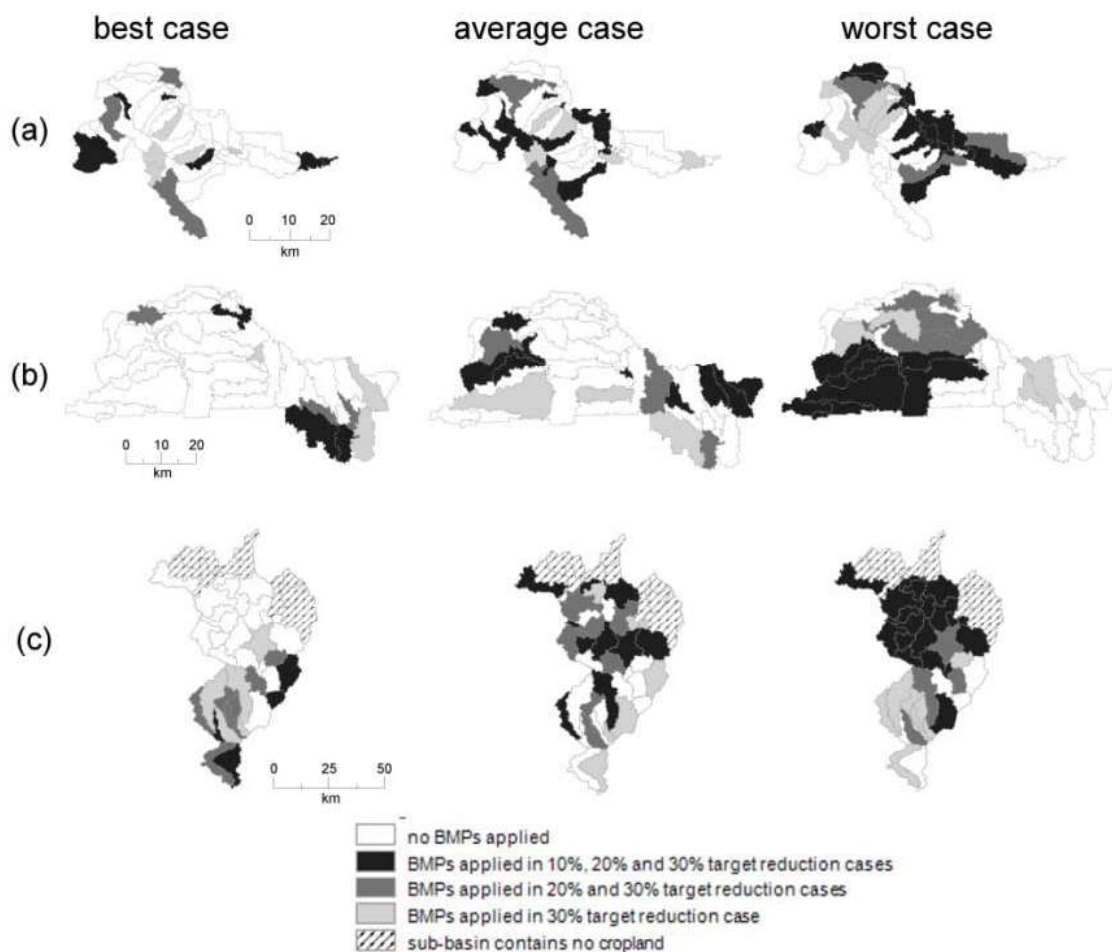 best case average case worst case
(a)
0 10 20
km
(b)
0 10 20
km
(c)
0 25 50
km
no BMPs applied
BMPs applied in 10%, 20% and 30% target reduction cases
BMPs applied in 20% and 30% target reduction cases
BMPs applied in 30% target reduction case
sub-basin contains no cropland